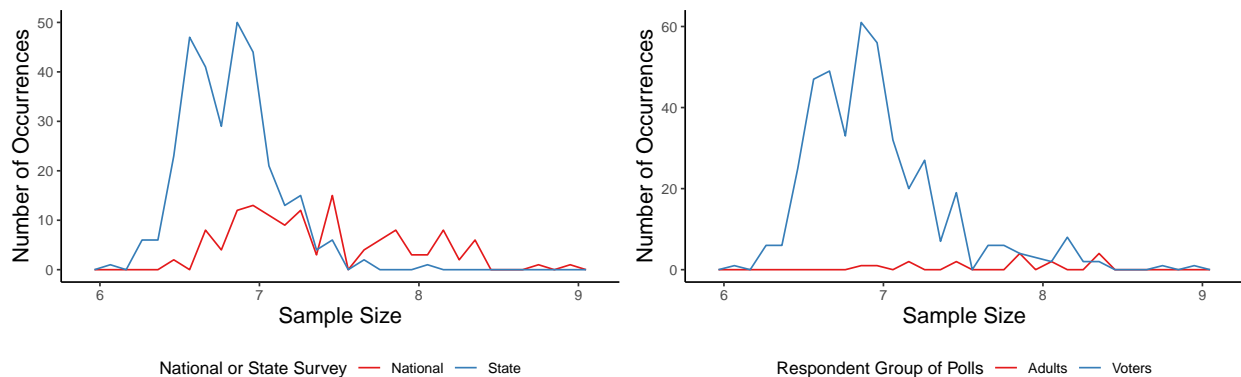 Number of Occurrences
50
40
30
20
10
0
6 7 8 9
Sample Size
National or State Survey National State
Number of Occurrences
60
40
20
0
6 7 8 9
Sample Size
Respondent Group of Polls Adults Voters